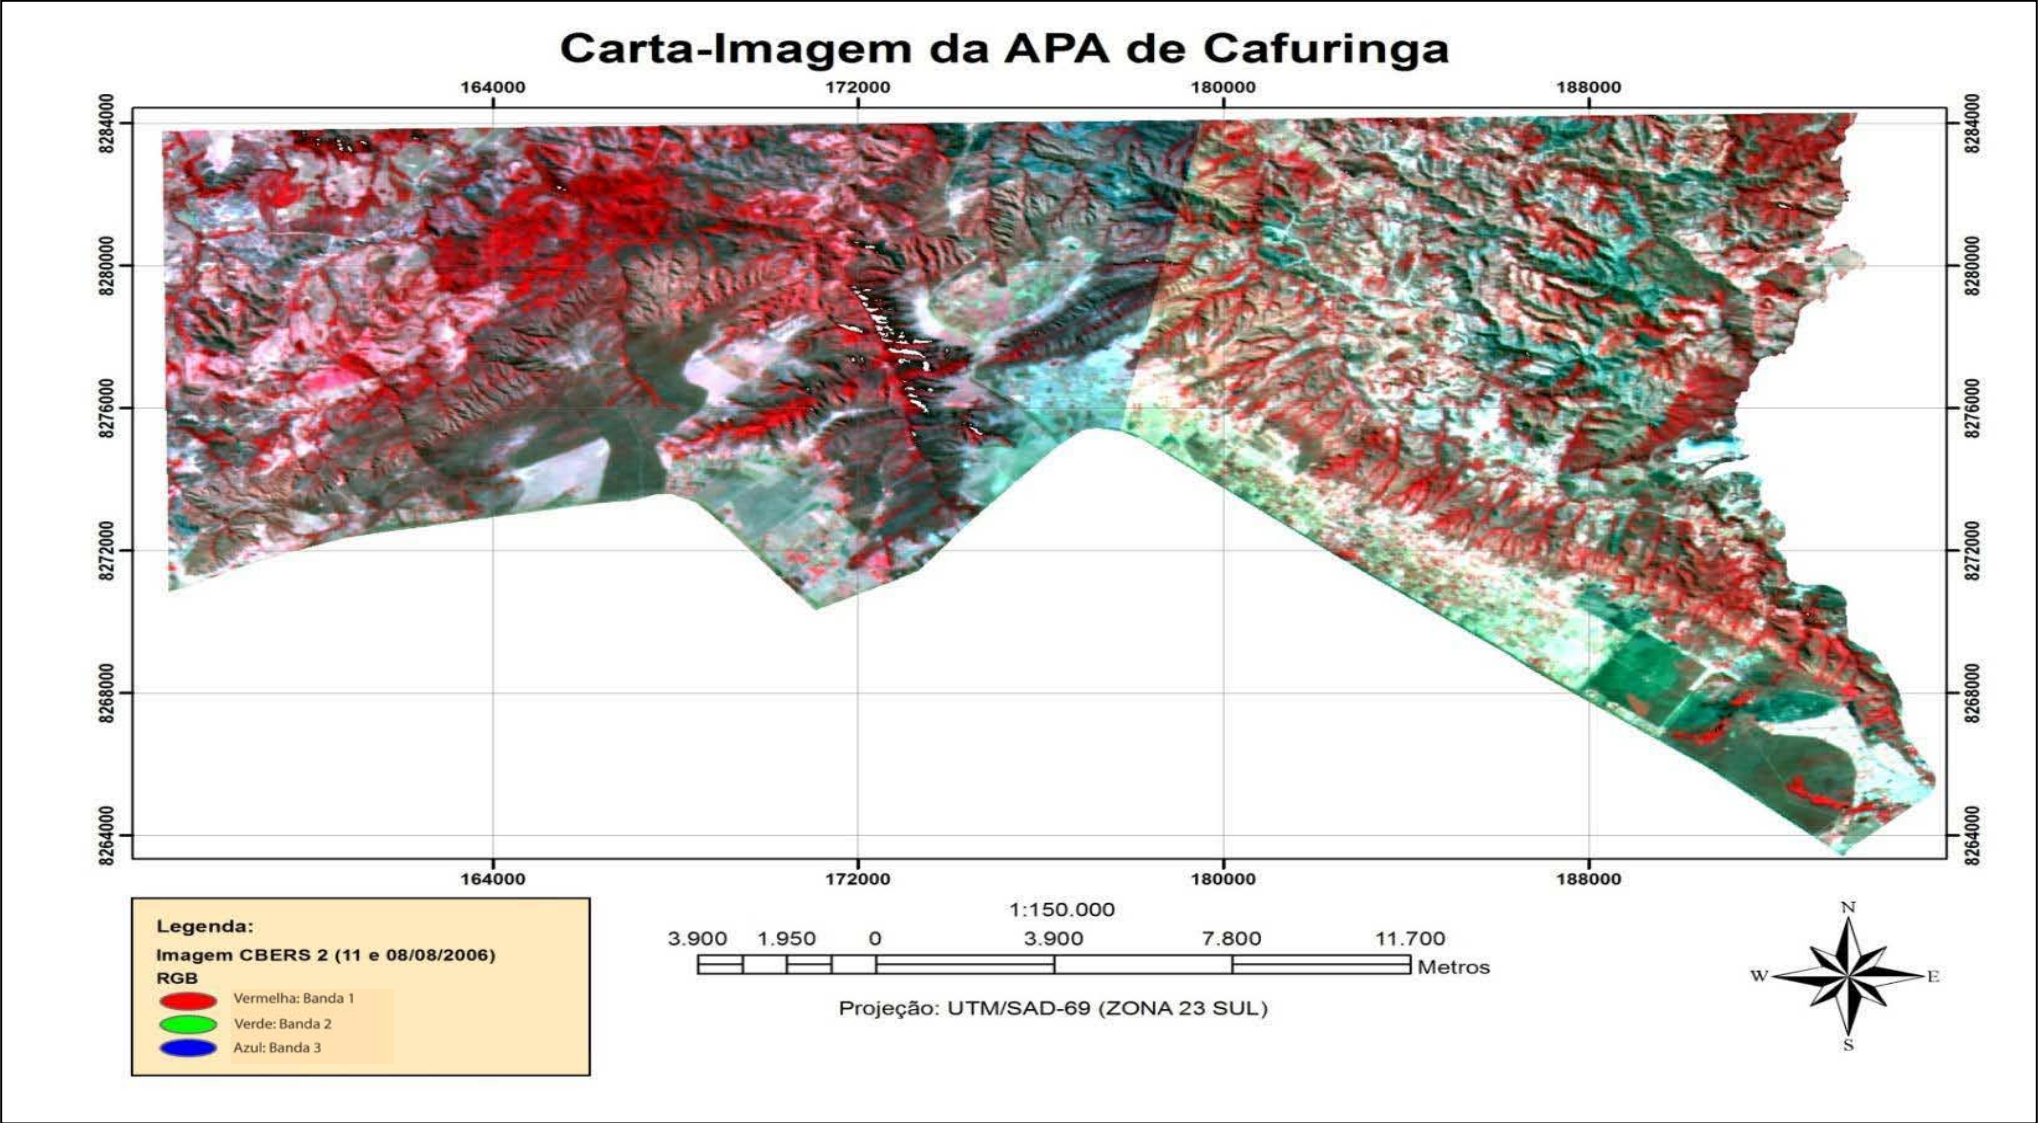 Carta-Imagem da APA de Cafuringa
164000 172000 180000 188000
8284000 8284000
8280000 8280000
8276000 8276000
8272000 8272000
8268000 8268000
8264000 8264000
164000 172000 180000 188000
Legenda:
Imagem CBERS 2 (11 e 08/08/2006)
RGB
Vermelha: Banda 1
Verde: Banda 2
Azul: Banda 3
1:150.000
3.900 1.950 0 3.900 7.800 11.700
Metros
Projeção: UTM/SAD-69 (ZONA 23 SUL)
N
W E
S